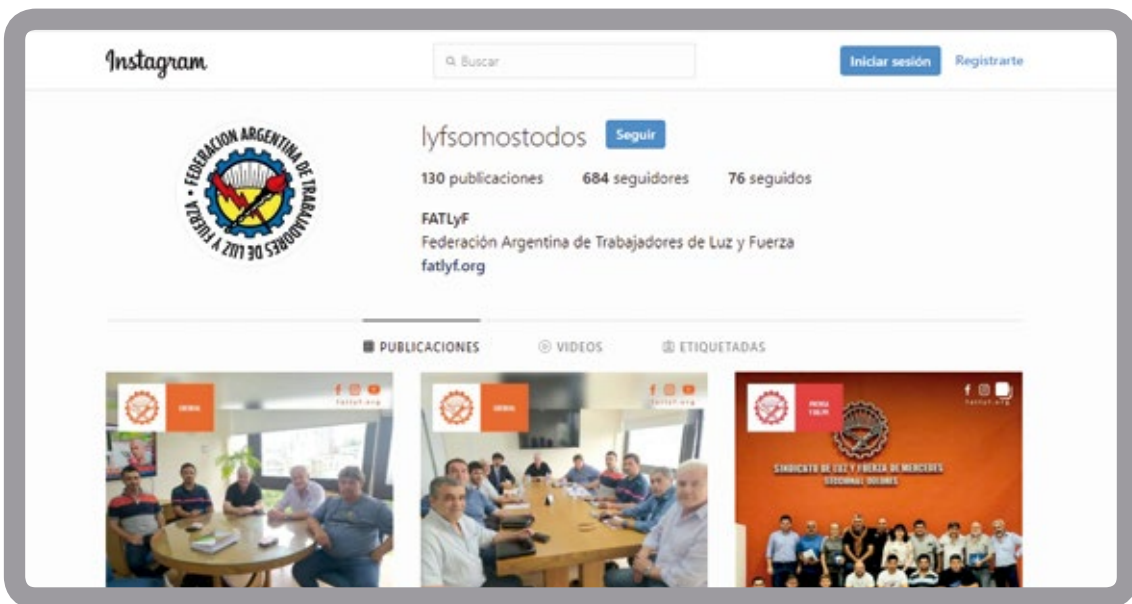 Instagram
Buscar
Iniciar sesión
Registrarte
FEDERACION ARGENTINA DE TRABAJADORES DE LUZ Y FUERZA
lyfsomostodos
Seguir
130 publicaciones 684 seguidores 76 seguidos
FATLyF
Federación Argentina de Trabajadores de Luz y Fuerza
fatlyf.org
PUBLICACIONES
VIDEOS
ETIQUETADAS
fatlyf.org
fatlyf.org
PRENSA
FATLYF
fatlyf.org
SINDICATO DE LUZ Y FUERZA DE MERCEDES
SECCIONAL DOLORES